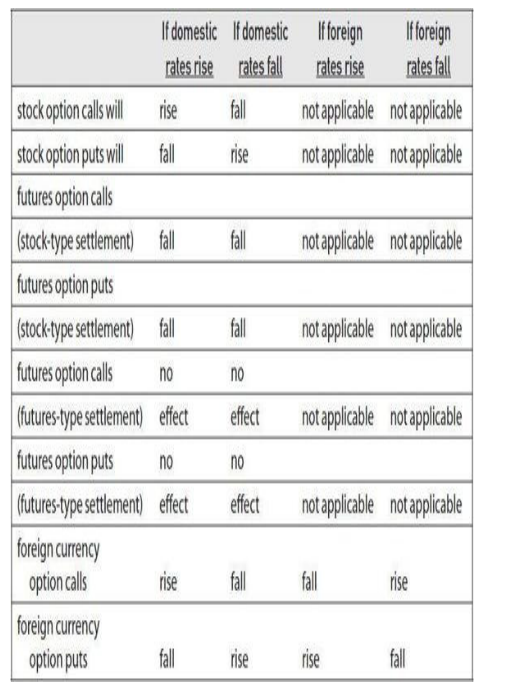 If domestic If domestic If foreign If foreign
rates rise rates fall rates rise rates fall
stock option calls will rise fall not applicable not applicable
stock option puts will fall rise not applicable not applicable
futures option calls
(stock-type settlement) fall fall not applicable not applicable
futures option puts
(stock-type settlement) fall fall not applicable not applicable
futures option calls no no
(futures-type settlement) effect effect not applicable not applicable
futures option puts no no
(futures-type settlement) effect effect not applicable not applicable
foreign currency
option calls rise fall fall rise
foreign currency
option puts fall rise rise fall